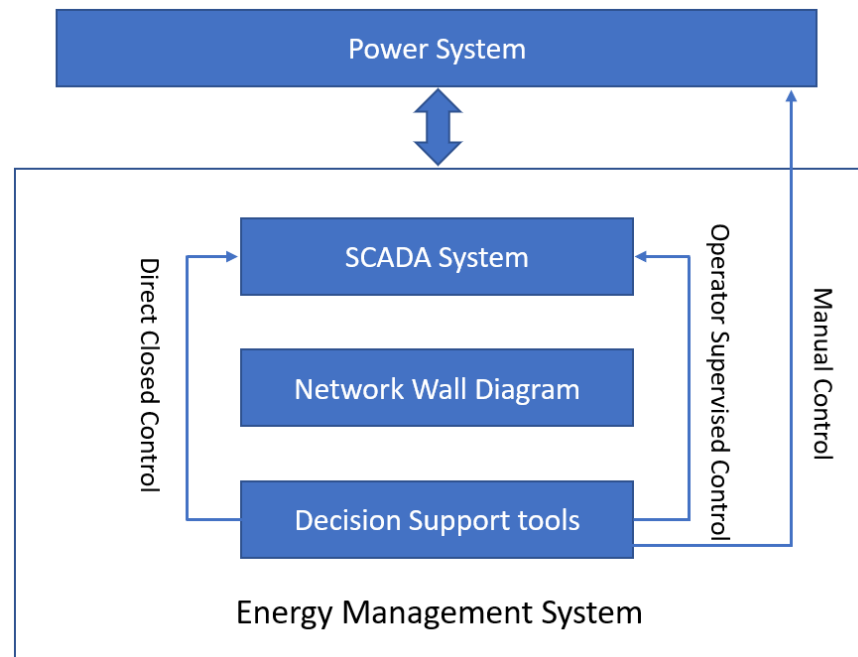 Power System
SCADA System
Direct Closed Control
Operator Supervised Control
Manual Control
Network Wall Diagram
Decision Support tools
Energy Management System